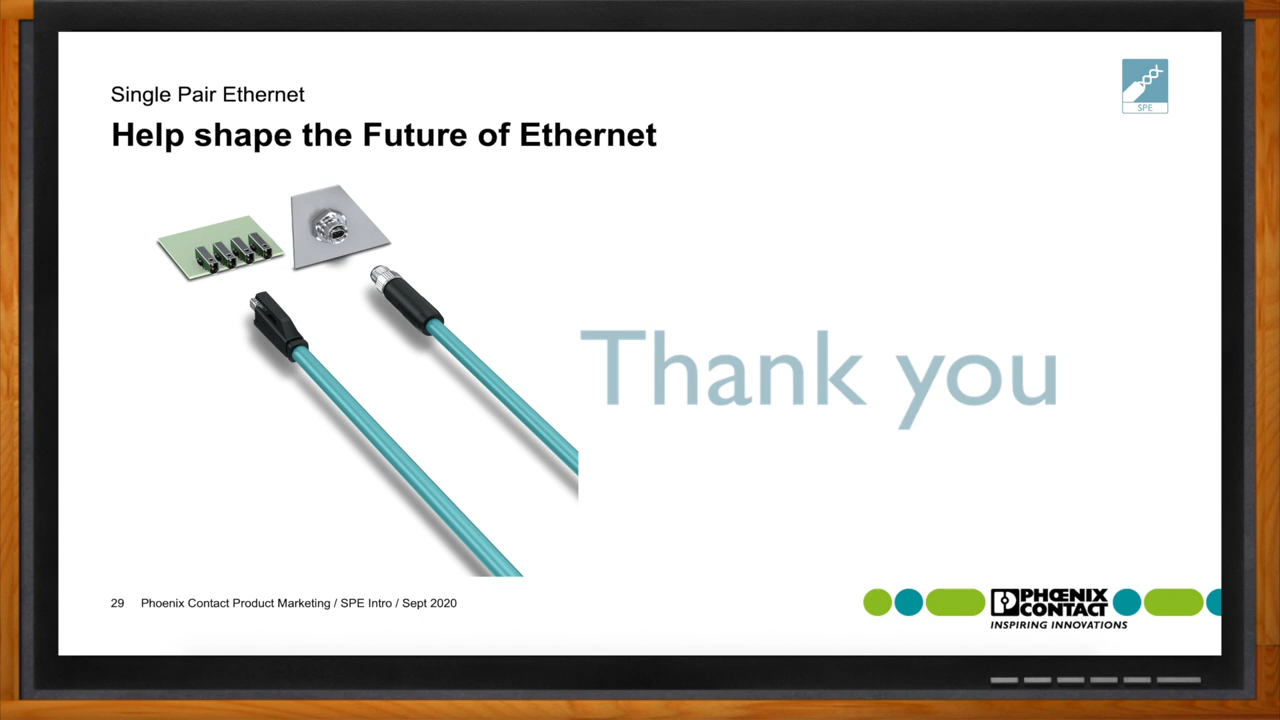 Single Pair Ethernet
Help shape the Future of Ethernet
SPE
Thank you
29 Phoenix Contact Product Marketing / SPE Intro / Sept 2020
PHŒNIX
CONTACT
INSPIRING INNOVATIONS